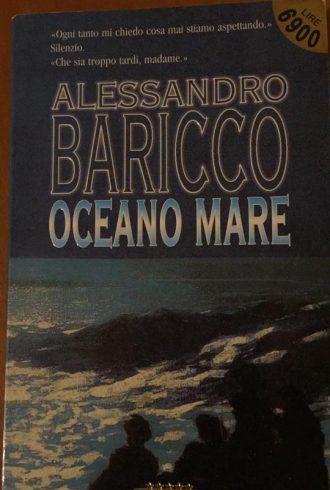 «Ogni tanto mi chiedo cosa mai stiamo aspettando.»
Silenzio.
«Che sia troppo tardi, madame.»
LIRE
6900
ALESSANDRO
BARICCO
OCEANO MARE